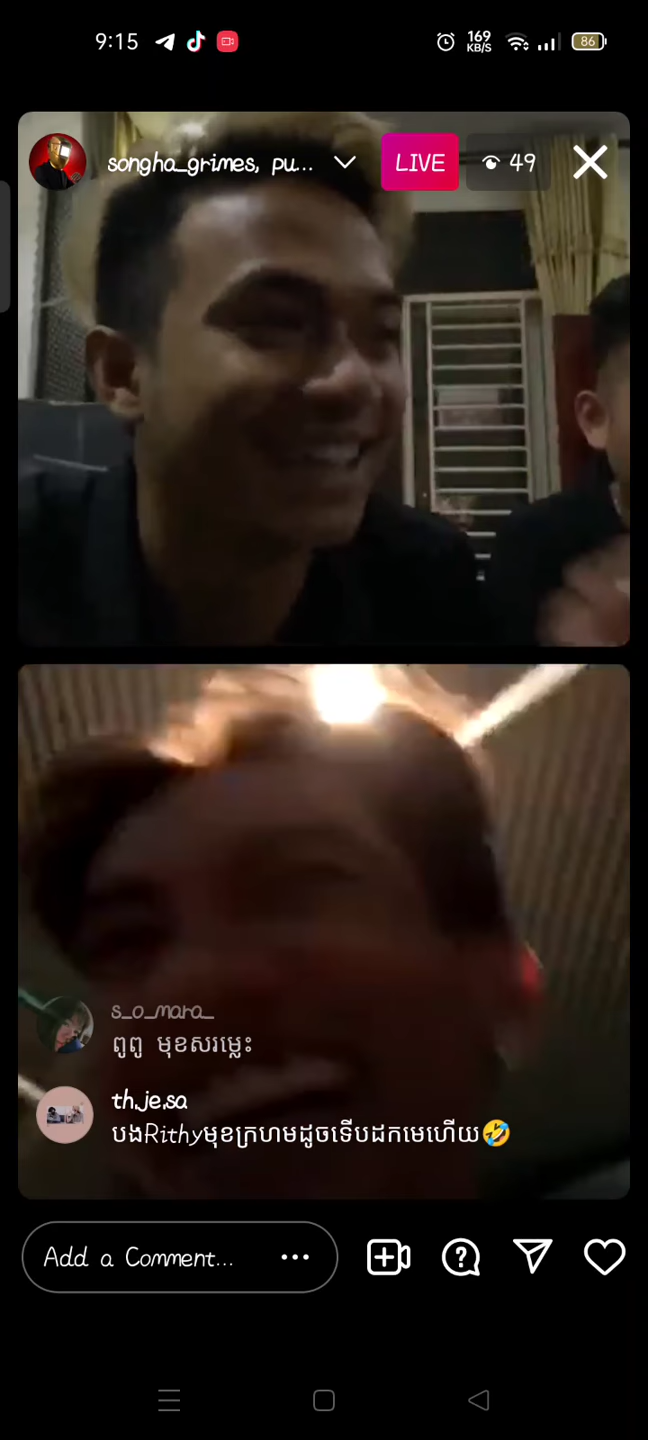 9:15
169
KB/S
86
songha_grimes, pu...
LIVE
49
s_o_mara_
ពូពូ មុខសរម្លេះ
th.je.sa
បងRithyមុខក្រហមដូចទើបដកមេហើយ🤣
Add a Comment...